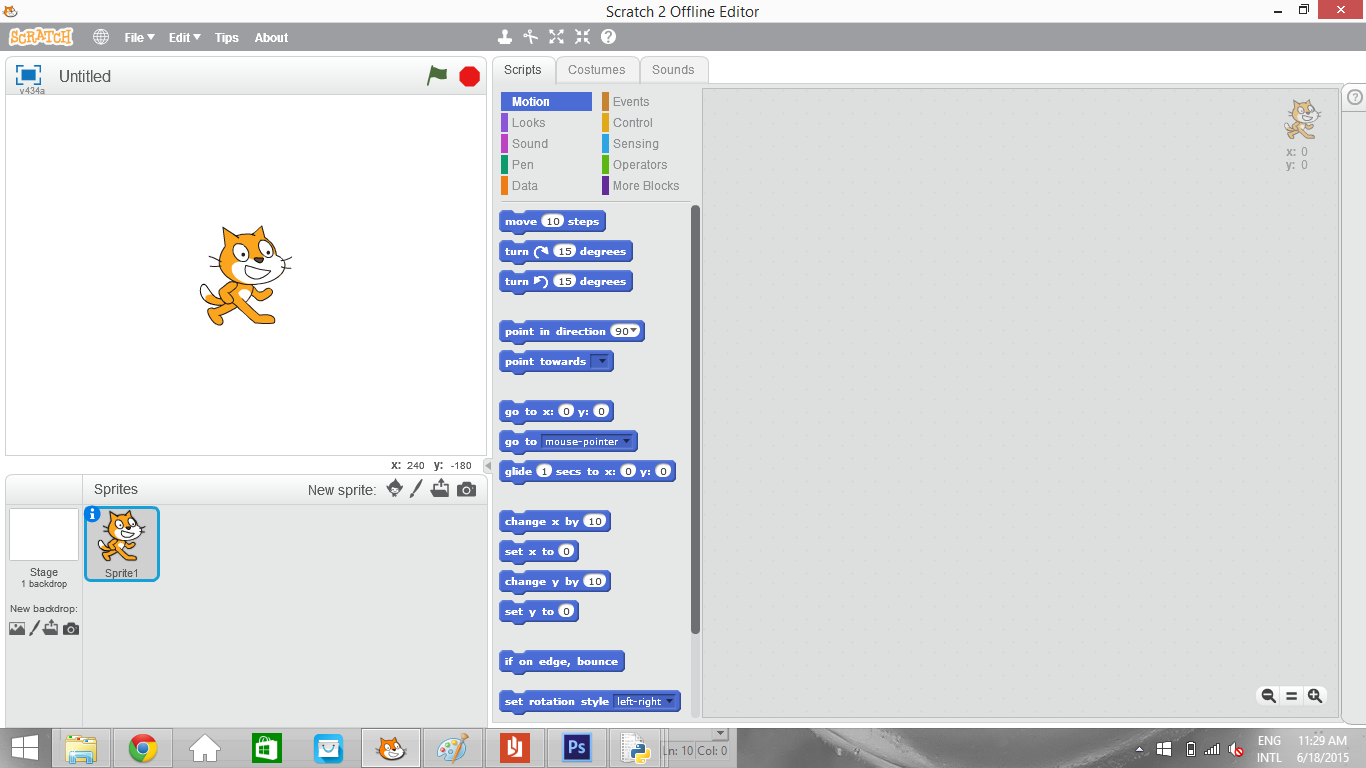 Scratch 2 Offline Editor
SCRATCH
File
Edit
Tips
About
v434a
Untitled
Scripts
Costumes
Sounds
Motion
Events
Looks
Control
Sound
Sensing
Pen
Operators
Data
More Blocks
x: 0
y: 0
move 10 steps
turn 15 degrees
turn 15 degrees
point in direction 90
point towards
go to x: 0 y: 0
go to mouse-pointer
glide 1 secs to x: 0 y: 0
change x by 10
set x to 0
change y by 10
set y to 0
if on edge, bounce
set rotation style left-right
x: 240 y: -180
Sprites
New sprite:
Sprite1
Stage
1 backdrop
New backdrop:
Ps
Ln: 10 Col: 0
ENG
INTL
11:29 AM
6/18/2015